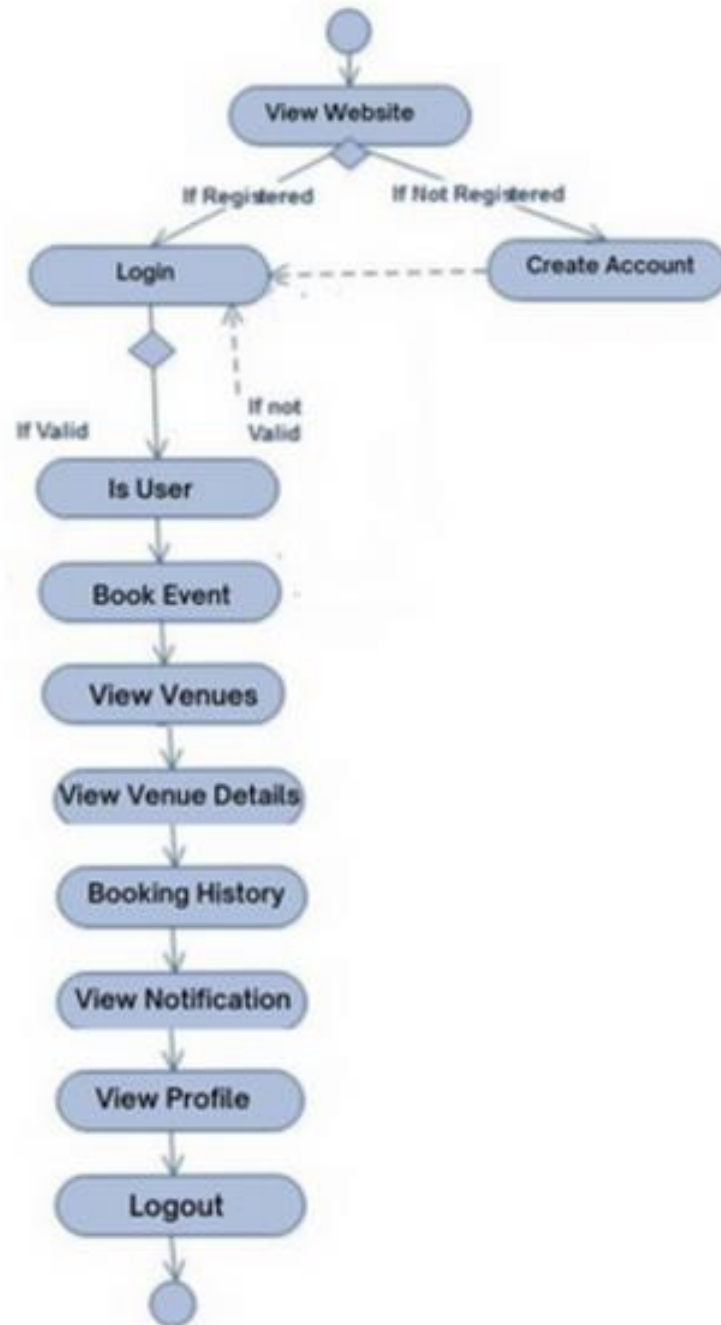 View Website
If Registered
If Not Registered
Login
Create Account
If not
Valid
If Valid
Is User
Book Event
View Venues
View Venue Details
Booking History
View Notification
View Profile
Logout